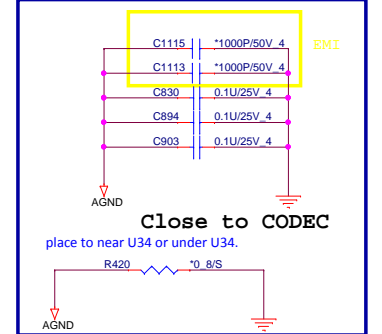 C1115 *1000P/50V_4 EMI
C1113 *1000P/50V_4
C830 0.1U/25V_4
C894 0.1U/25V_4
C903 0.1U/25V_4
AGND
Close to CODEC
place to near U34 or under U34.
R420 *0_8/S
AGND